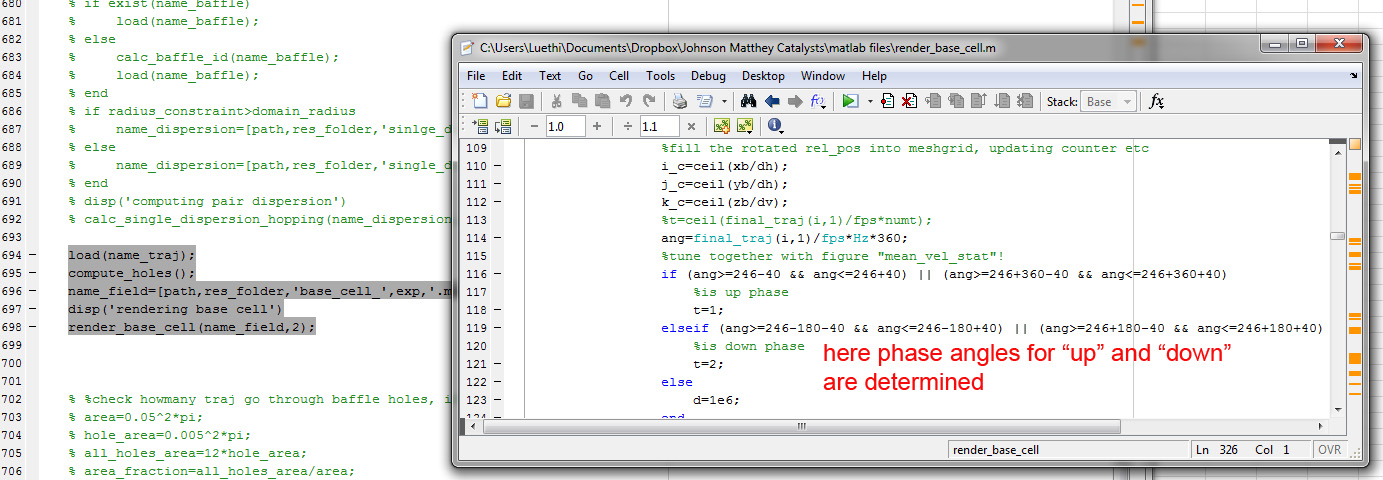 680 % if exist(name_baffle)
681 %     load(name_baffle);
682 % else
683 %     calc_baffle_id(name_baffle);
684 %     load(name_baffle);
685 % end
686 % if radius_constraint>domain_radius
687 %     name_dispersion=[path,res_folder,'sinlge_d
688 % else
689 %     name_dispersion=[path,res_folder,'single_d
690 % end
691 % disp('computing pair dispersion')
692 % calc_single_dispersion_hopping(name_dispersion
693
694 – load(name_traj);
695 – compute_holes();
696 – name_field=[path,res_folder,'base_cell_',exp,'.m
697 – disp('rendering base cell')
698 – render_base_cell(name_field,2);
699
700
701
702 % %check howmany traj go through baffle holes, i
703 % area=0.05^2*pi;
704 % hole_area=0.005^2*pi;
705 % all_holes_area=12*hole_area;
706 % area_fraction=all_holes_area/area;
C:\Users\Luethi\Documents\Dropbox\Johnson Matthey Catalysts\matlab files\render_base_cell.m
File Edit Text Go Cell Tools Debug Desktop Window Help
Stack: Base fx
− 1.0 + ÷ 1.1 ×
109 %fill the rotated rel_pos into meshgrid, updating counter etc
110 – i_c=ceil(xb/dh);
111 – j_c=ceil(yb/dh);
112 – k_c=ceil(zb/dv);
113 %t=ceil(final_traj(i,1)/fps*numt);
114 – ang=final_traj(i,1)/fps*Hz*360;
115 %tune together with figure "mean_vel_stat"!
116 – if (ang>=246-40 && ang<=246+40) || (ang>=246+360-40 && ang<=246+360+40)
117 %is up phase
118 – t=1;
119 – elseif (ang>=246-180-40 && ang<=246-180+40) || (ang>=246+180-40 && ang<=246+180+40)
120 %is down phase
121 – t=2;
122 – else
123 – d=1e6;
124 – end
here phase angles for “up” and “down”
are determined
render_base_cell Ln 326 Col 1 OVR